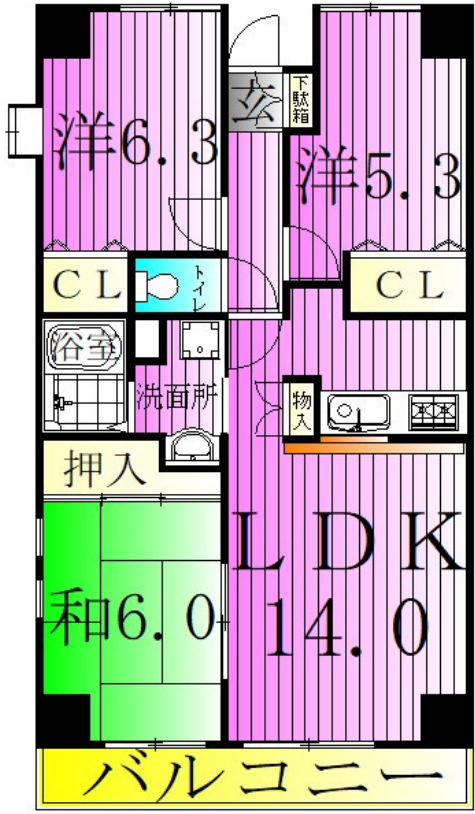 洋6.3
玄
下駄箱
洋5.3
CL
トイレ
CL
浴室
洗面所
物入
押入
和6.0
LDK
14.0
バルコニー